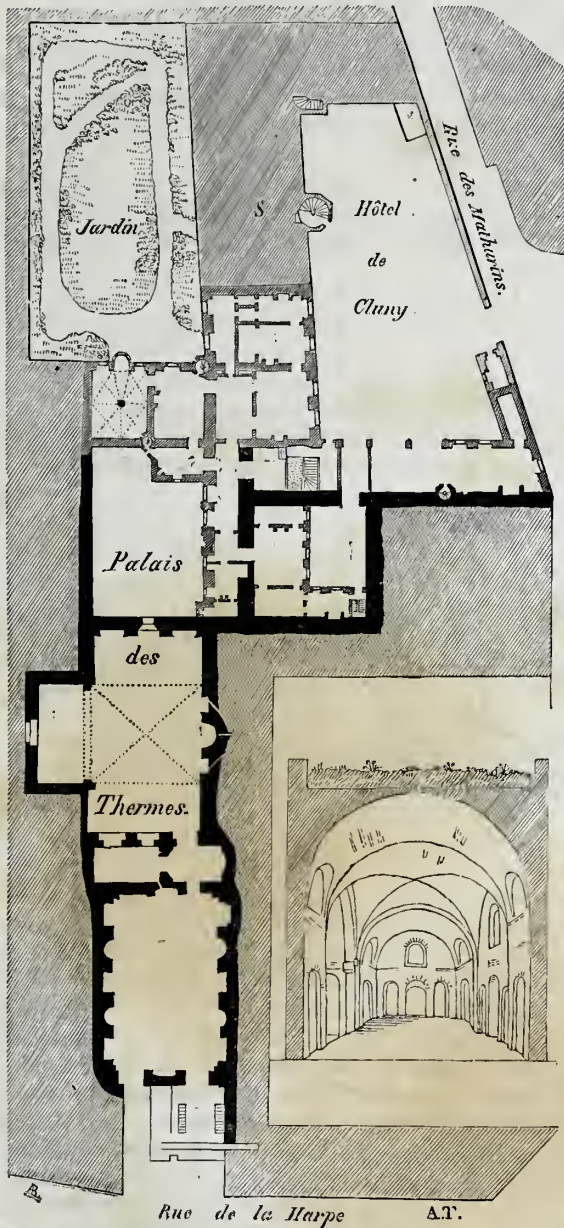 Jardin
S.
Hôtel
de
Cluny
Rue des Mathurins.
Palais
des
Thermes.
Rue de la Harpe
A.T.